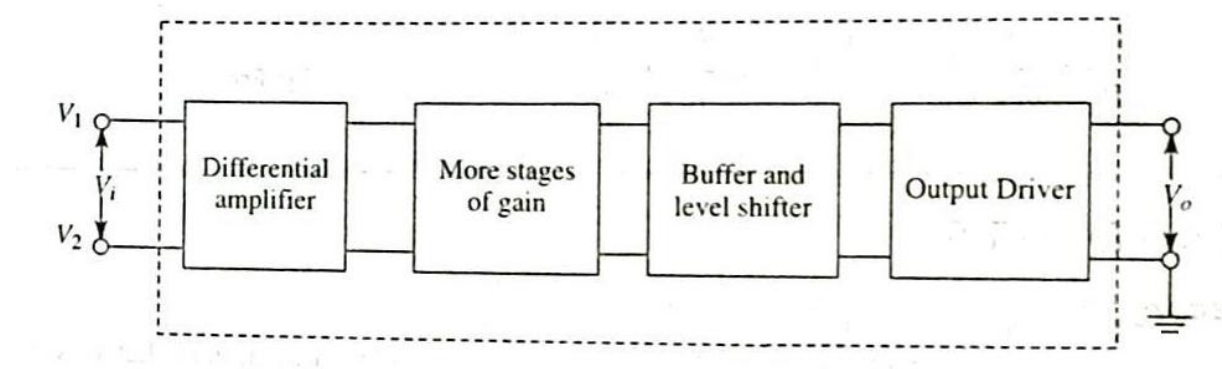 V1
Vi
V2
Differential
amplifier
More stages
of gain
Buffer and
level shifter
Output Driver
Vo